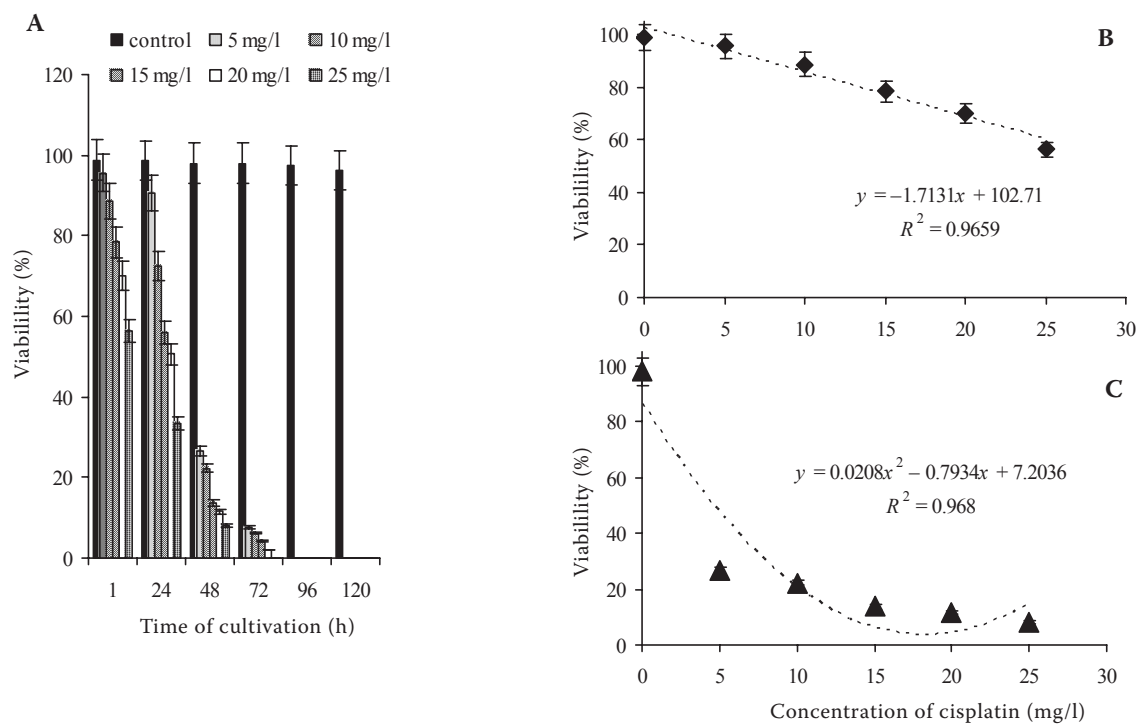 A
control 5 mg/l 10 mg/l
15 mg/l 20 mg/l 25 mg/l
120
100
80
60
40
20
0
Viabilility (%)
1 24 48 72 96 120
Time of cultivation (h)
B
100
80
60
40
20
0
Viabilility (%)
y = –1.7131x + 102.71
R² = 0.9659
0 5 10 15 20 25 30
C
100
80
60
40
20
0
Viabilility (%)
y = 0.0208x² – 0.7934x + 7.2036
R² = 0.968
0 5 10 15 20 25 30
Concentration of cisplatin (mg/l)